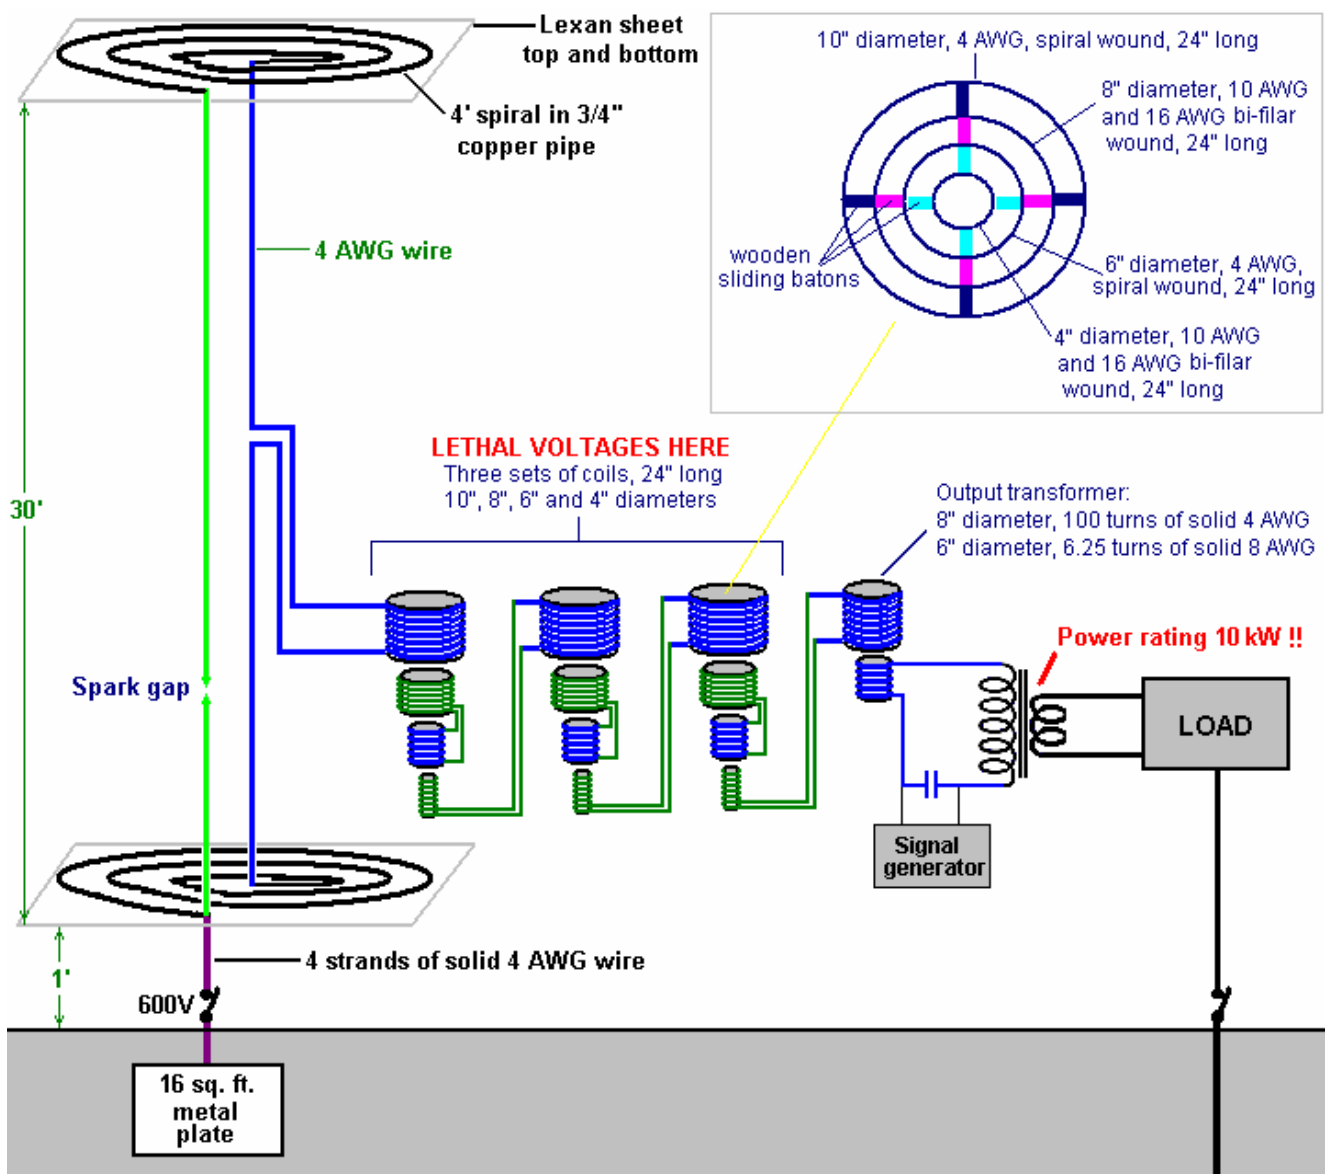 Lexan sheet
top and bottom
4' spiral in 3/4"
copper pipe
4 AWG wire
30'
Spark gap
1'
4 strands of solid 4 AWG wire
600V
16 sq. ft.
metal
plate
10" diameter, 4 AWG, spiral wound, 24" long
8" diameter, 10 AWG
and 16 AWG bi-filar
wound, 24" long
wooden
sliding batons
6" diameter, 4 AWG,
spiral wound, 24" long
4" diameter, 10 AWG
and 16 AWG bi-filar
wound, 24" long
LETHAL VOLTAGES HERE
Three sets of coils, 24" long
10", 8", 6" and 4" diameters
Output transformer:
8" diameter, 100 turns of solid 4 AWG
6" diameter, 6.25 turns of solid 8 AWG
Power rating 10 kW !!
LOAD
Signal
generator